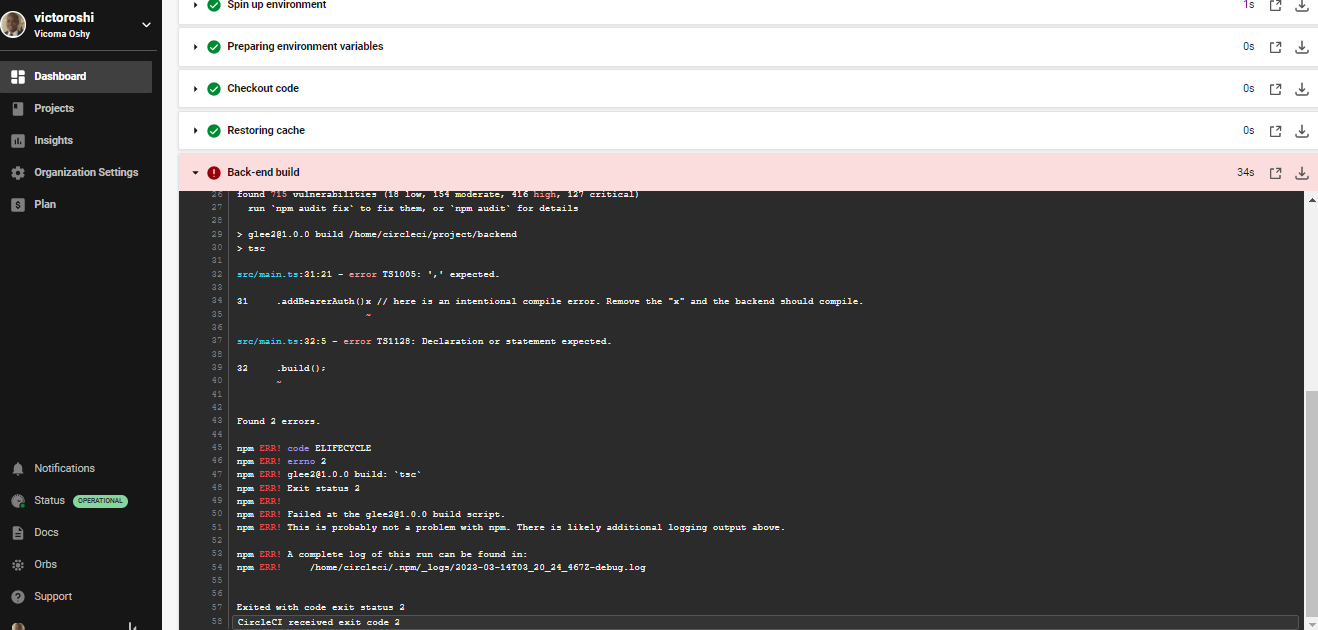 victoroshi
Vicoma Oshy
Dashboard
Projects
Insights
Organization Settings
Plan
Notifications
Status OPERATIONAL
Docs
Orbs
Support
Spin up environment 1s
Preparing environment variables 0s
Checkout code 0s
Restoring cache 0s
Back-end build 34s
26 found 715 vulnerabilities (18 low, 154 moderate, 416 high, 127 critical)
27 run `npm audit fix` to fix them, or `npm audit` for details
28
29 > glee2@1.0.0 build /home/circleci/project/backend
30 > tsc
31
32 src/main.ts:31:21 - error TS1005: ',' expected.
33
34 31     .addBearerAuth()x // here is an intentional compile error. Remove the "x" and the backend should compile.
35 ~
36
37 src/main.ts:32:5 - error TS1128: Declaration or statement expected.
38
39 32     .build();
40 ~
41
42
43 Found 2 errors.
44
45 npm ERR! code ELIFECYCLE
46 npm ERR! errno 2
47 npm ERR! glee2@1.0.0 build: `tsc`
48 npm ERR! Exit status 2
49 npm ERR!
50 npm ERR! Failed at the glee2@1.0.0 build script.
51 npm ERR! This is probably not a problem with npm. There is likely additional logging output above.
52
53 npm ERR! A complete log of this run can be found in:
54 npm ERR!     /home/circleci/.npm/_logs/2023-03-14T03_20_24_467Z-debug.log
55
56
57 Exited with code exit status 2
58 CircleCI received exit code 2